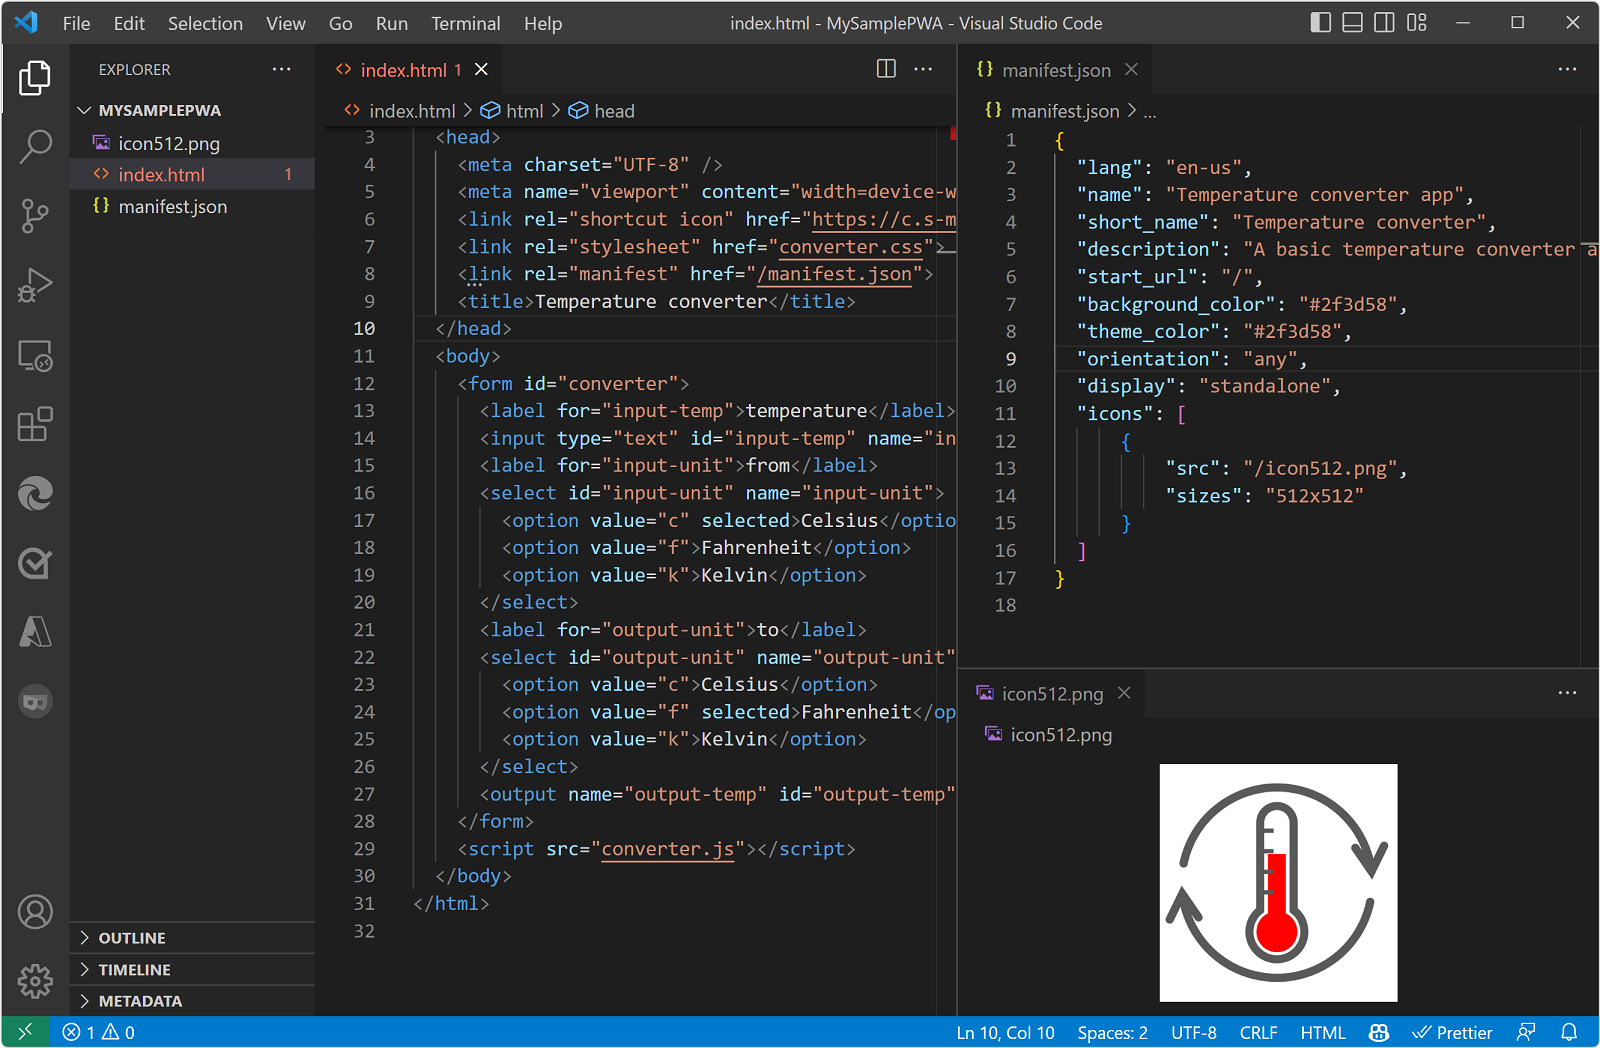 File Edit Selection View Go Run Terminal Help
index.html - MySamplePWA - Visual Studio Code
EXPLORER
MYSAMPLEPWA
icon512.png
index.html 1
manifest.json
OUTLINE
TIMELINE
METADATA
index.html 1
index.html > html > head
3 <head>
4 <meta charset="UTF-8" />
5 <meta name="viewport" content="width=device-w
6 <link rel="shortcut icon" href="https://c.s-m
7 <link rel="stylesheet" href="converter.css">
8 <link rel="manifest" href="/manifest.json">
9 <title>Temperature converter</title>
10 </head>
11 <body>
12 <form id="converter">
13 <label for="input-temp">temperature</label>
14 <input type="text" id="input-temp" name="in
15 <label for="input-unit">from</label>
16 <select id="input-unit" name="input-unit">
17 <option value="c" selected>Celsius</optio
18 <option value="f">Fahrenheit</option>
19 <option value="k">Kelvin</option>
20 </select>
21 <label for="output-unit">to</label>
22 <select id="output-unit" name="output-unit"
23 <option value="c">Celsius</option>
24 <option value="f" selected>Fahrenheit</op
25 <option value="k">Kelvin</option>
26 </select>
27 <output name="output-temp" id="output-temp"
28 </form>
29 <script src="converter.js"></script>
30 </body>
31 </html>
32
{} manifest.json
{} manifest.json > ...
1 {
2 "lang": "en-us",
3 "name": "Temperature converter app",
4 "short_name": "Temperature converter",
5 "description": "A basic temperature converter a
6 "start_url": "/",
7 "background_color": "#2f3d58",
8 "theme_color": "#2f3d58",
9 "orientation": "any",
10 "display": "standalone",
11 "icons": [
12 {
13 "src": "/icon512.png",
14 "sizes": "512x512"
15 }
16 ]
17 }
18
icon512.png
icon512.png
1 0
Ln 10, Col 10 Spaces: 2 UTF-8 CRLF HTML Prettier